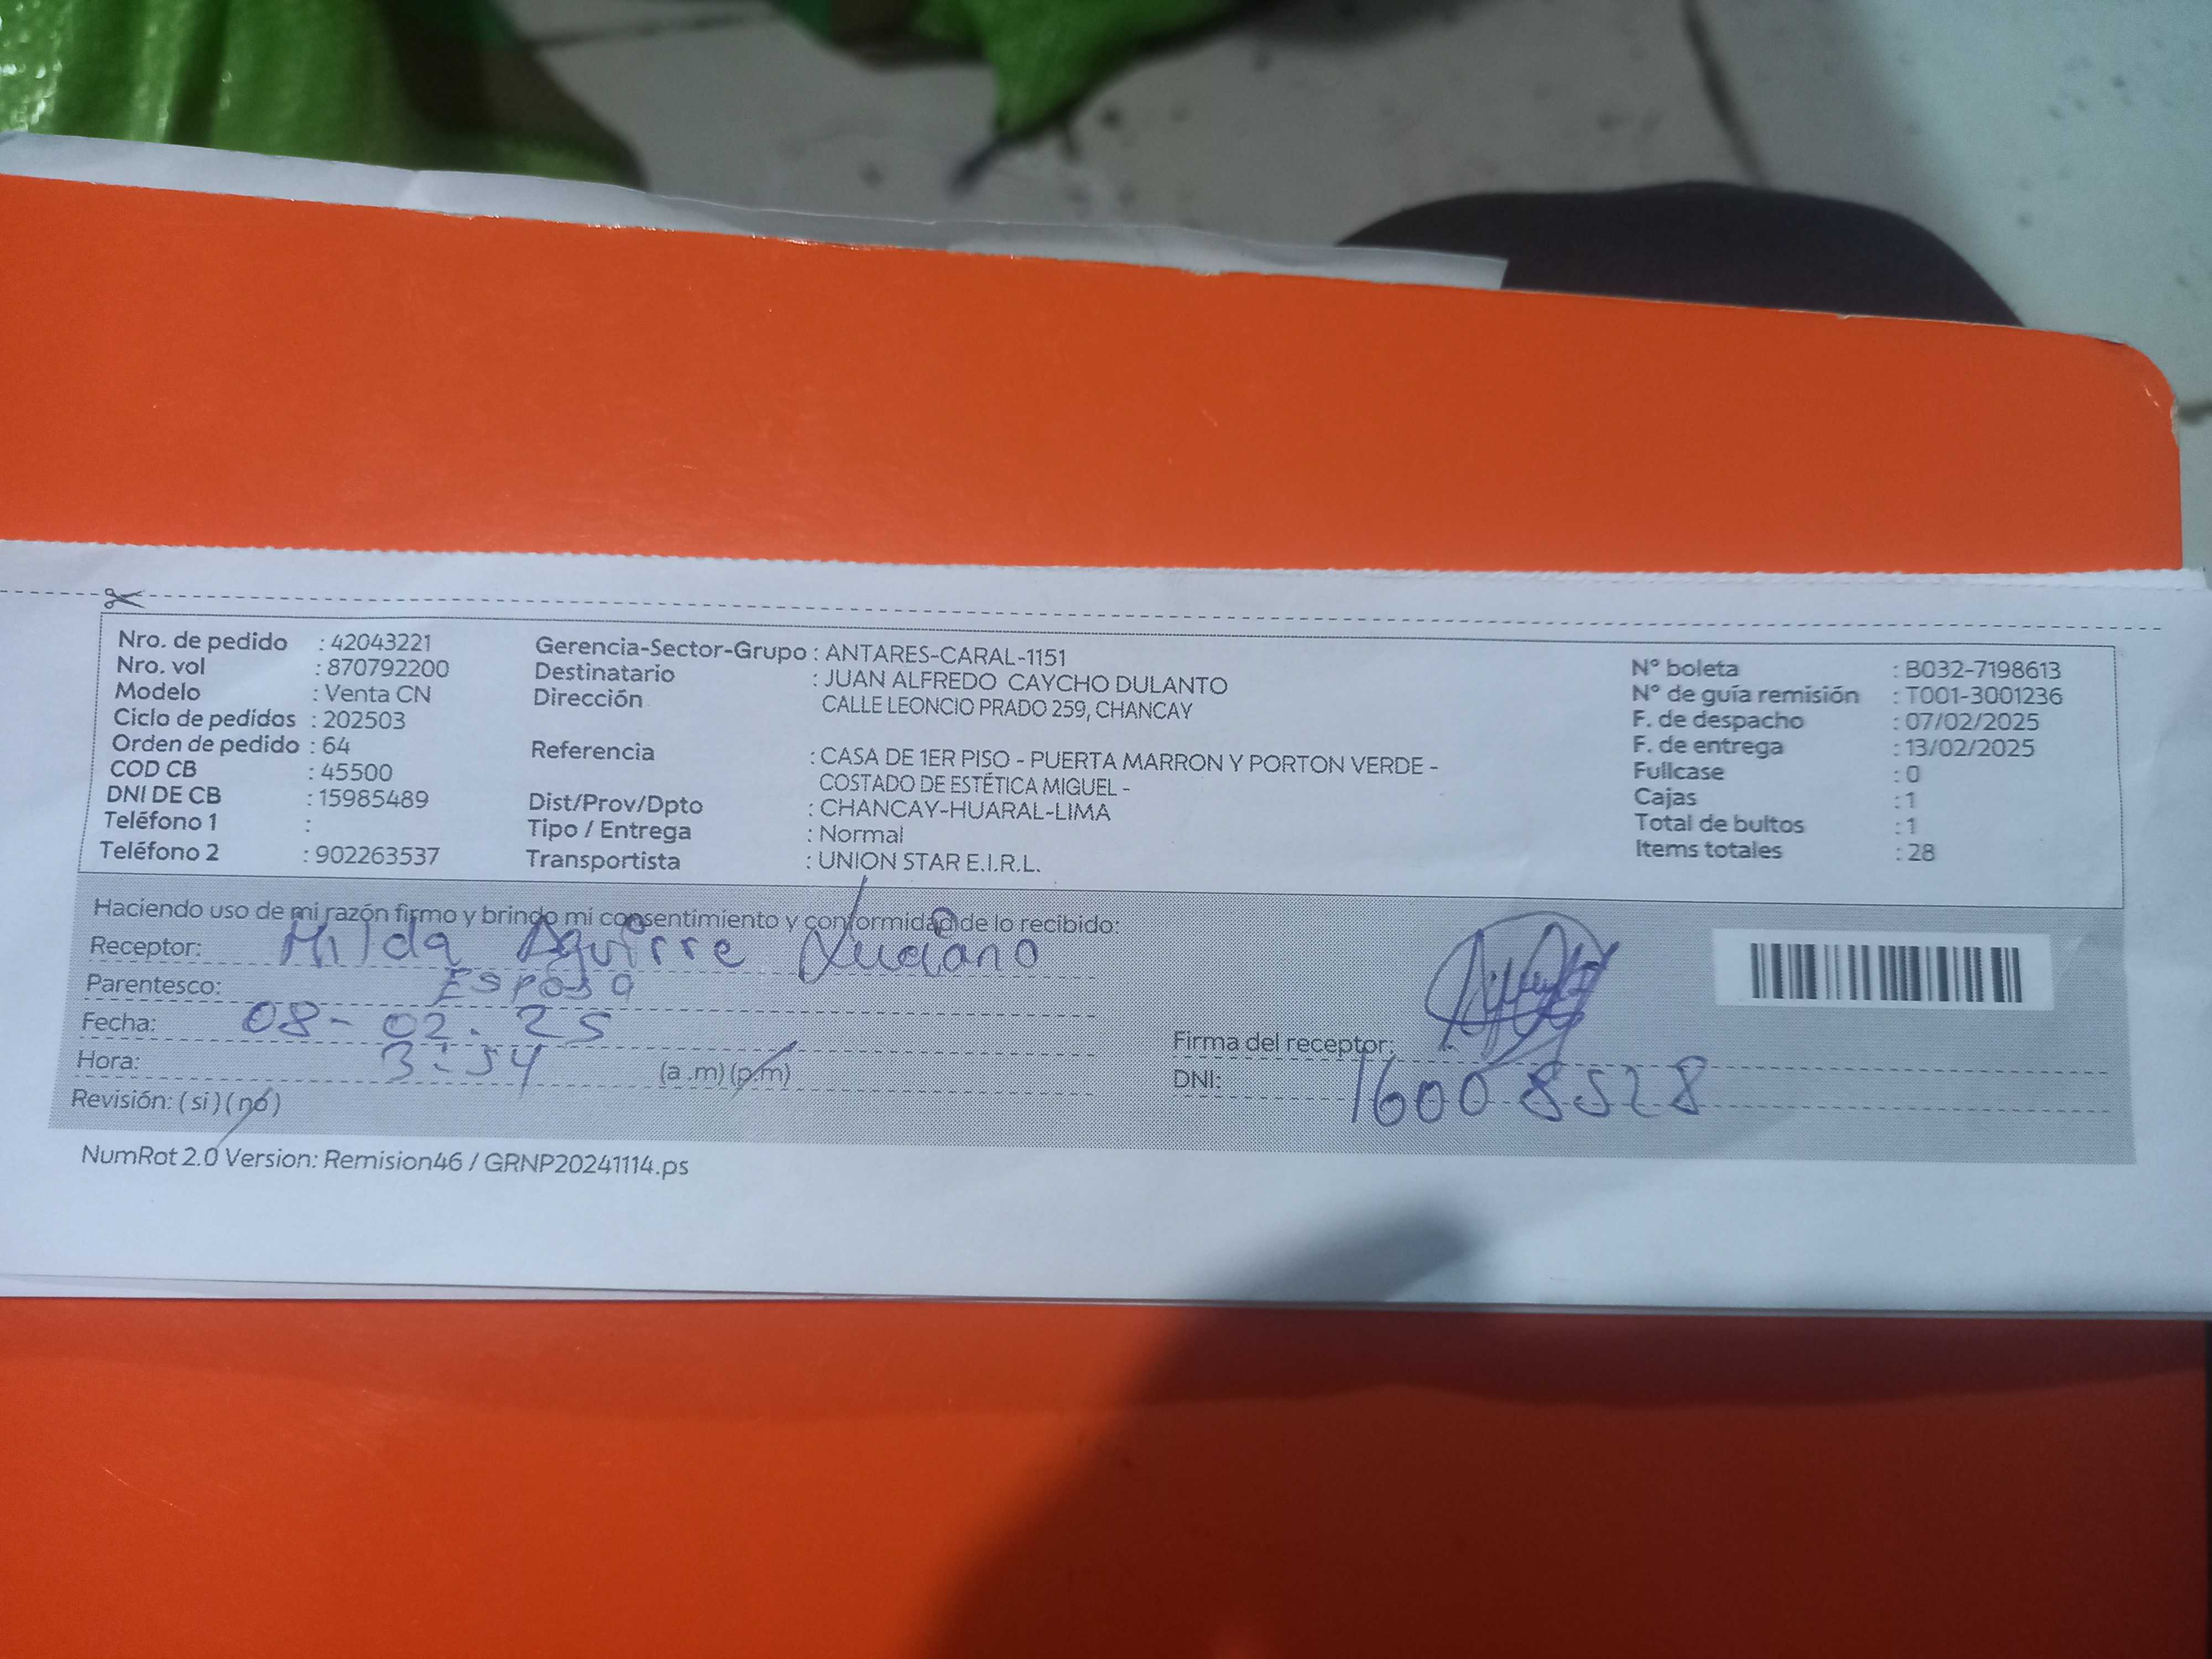 Nro. de pedido : 42043221
Nro. vol : 870792200
Modelo : Venta CN
Ciclo de pedidos : 202503
Orden de pedido : 64
COD CB : 45500
DNI DE CB : 15985489
Teléfono 1 :
Teléfono 2 : 902263537
Gerencia-Sector-Grupo : ANTARES-CARAL-1151
Destinatario : JUAN ALFREDO CAYCHO DULANTO
Dirección CALLE LEONCIO PRADO 259, CHANCAY
Referencia : CASA DE 1ER PISO - PUERTA MARRON Y PORTON VERDE -
COSTADO DE ESTÉTICA MIGUEL -
Dist/Prov/Dpto : CHANCAY-HUARAL-LIMA
Tipo / Entrega : Normal
Transportista : UNION STAR E.I.R.L.
N° boleta : B032-7198613
N° de guía remisión : T001-3001236
F. de despacho : 07/02/2025
F. de entrega : 13/02/2025
Fullcase : 0
Cajas : 1
Total de bultos : 1
Items totales : 28
Haciendo uso de mi razón firmo y brindo mi consentimiento y conformidad de lo recibido:
Receptor: Hilda Aguirre
Parentesco: Esposa
Fecha: 08-02-25
Hora: 3:54 (a .m) (p.m)
Revisión: ( si ) ( no )
Firma del receptor:
DNI: 16008528
NumRot 2.0 Version: Remision46 / GRNP20241114.ps